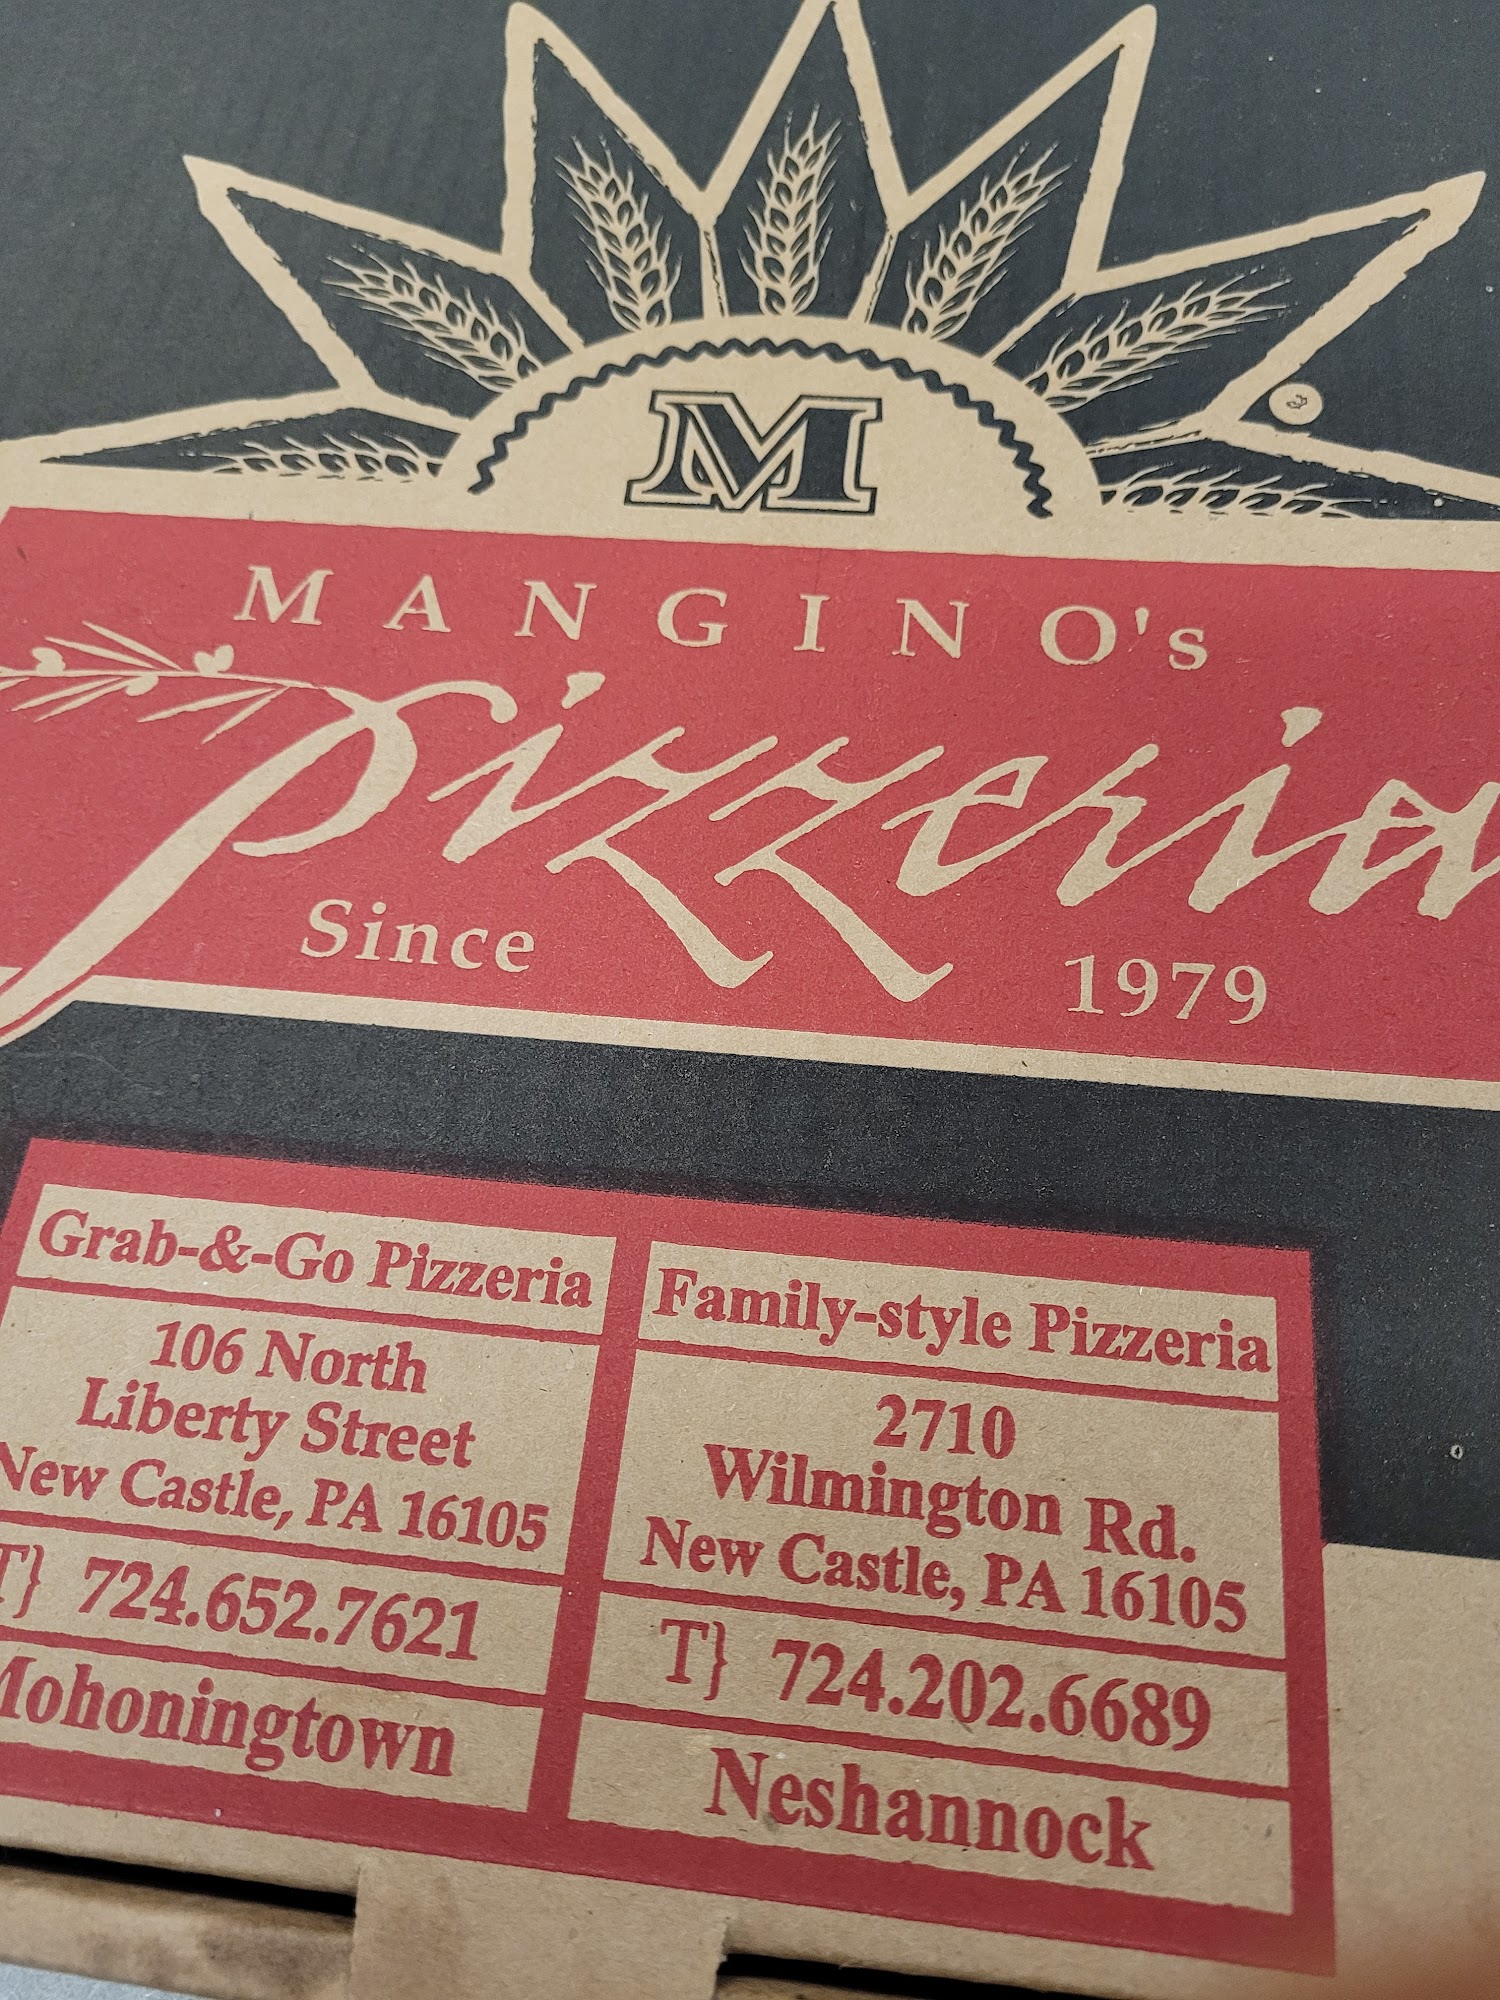 M
MANGINO's
Pizzeria
Since 1979
Grab-&-Go Pizzeria
106 North
Liberty Street
New Castle, PA 16105
T} 724.652.7621
Mohoningtown
Family-style Pizzeria
2710
Wilmington Rd.
New Castle, PA 16105
T} 724.202.6689
Neshannock